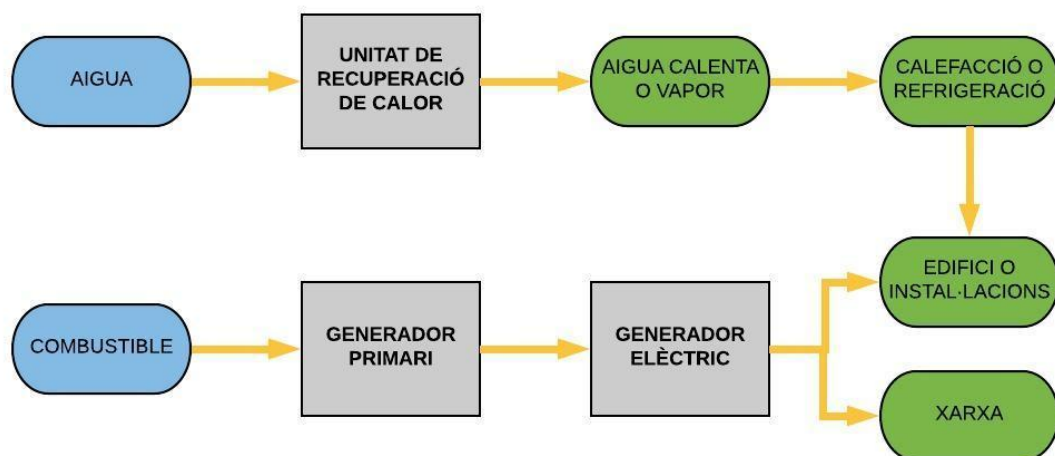 AIGUA
UNITAT DE
RECUPERACIÓ
DE CALOR
AIGUA CALENTA
O VAPOR
CALEFACCIÓ O
REFRIGERACIÓ
EDIFICI O
INSTAL·LACIONS
COMBUSTIBLE
GENERADOR
PRIMARI
GENERADOR
ELÈCTRIC
XARXA